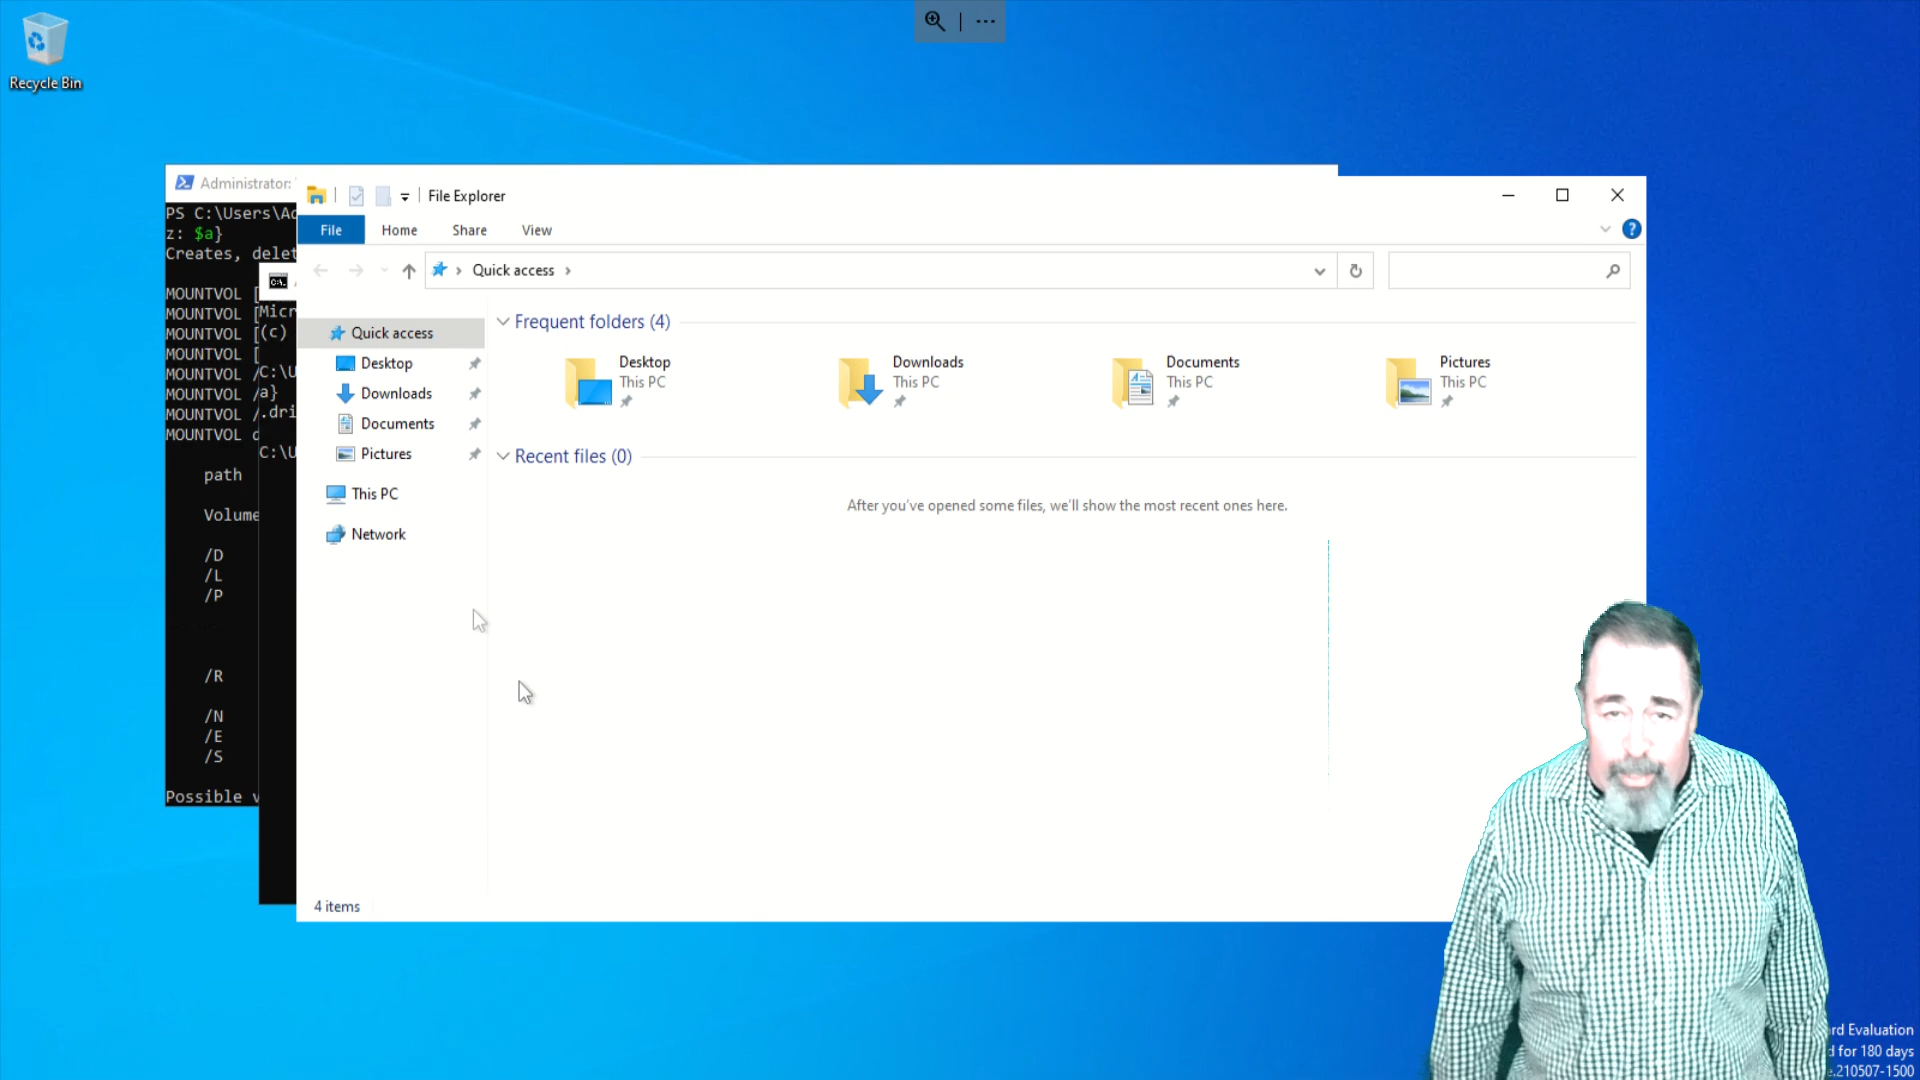 Recycle Bin
Administrator:
PS C:\Users\Ad
z: $a}
Creates, delet
MOUNTVOL [
MOUNTVOL [
MOUNTVOL [
MOUNTVOL [
MOUNTVOL /
MOUNTVOL /
MOUNTVOL /
MOUNTVOL d
path
Volume
/D
/L
/P
/R
/N
/E
/S
Possible v
Micr
(c)
C:\U
a}
.dri
C:\U
File Explorer
File
Home
Share
View
Quick access
Quick access
Desktop
Downloads
Documents
Pictures
This PC
Network
Frequent folders (4)
Desktop
This PC
Downloads
This PC
Documents
This PC
Pictures
This PC
Recent files (0)
After you've opened some files, we'll show the most recent ones here.
4 items
rd Evaluation
d for 180 days
.210507-1500